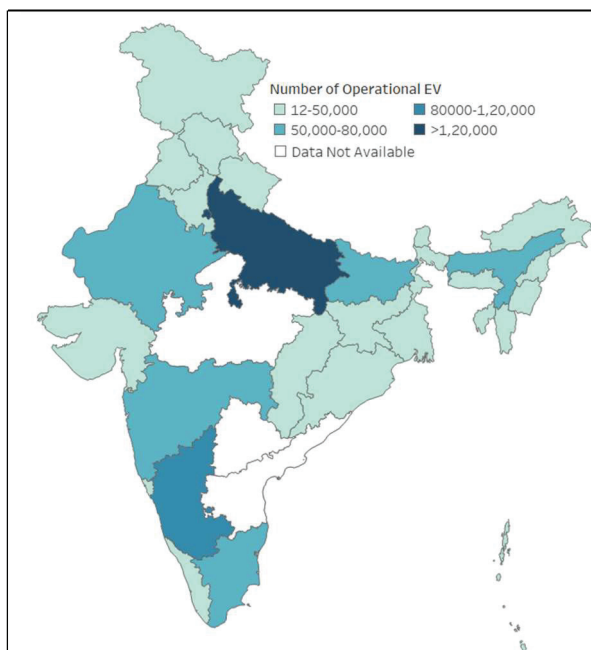 Number of Operational EV
12-50,000 80000-1,20,000
50,000-80,000 >1,20,000
Data Not Available